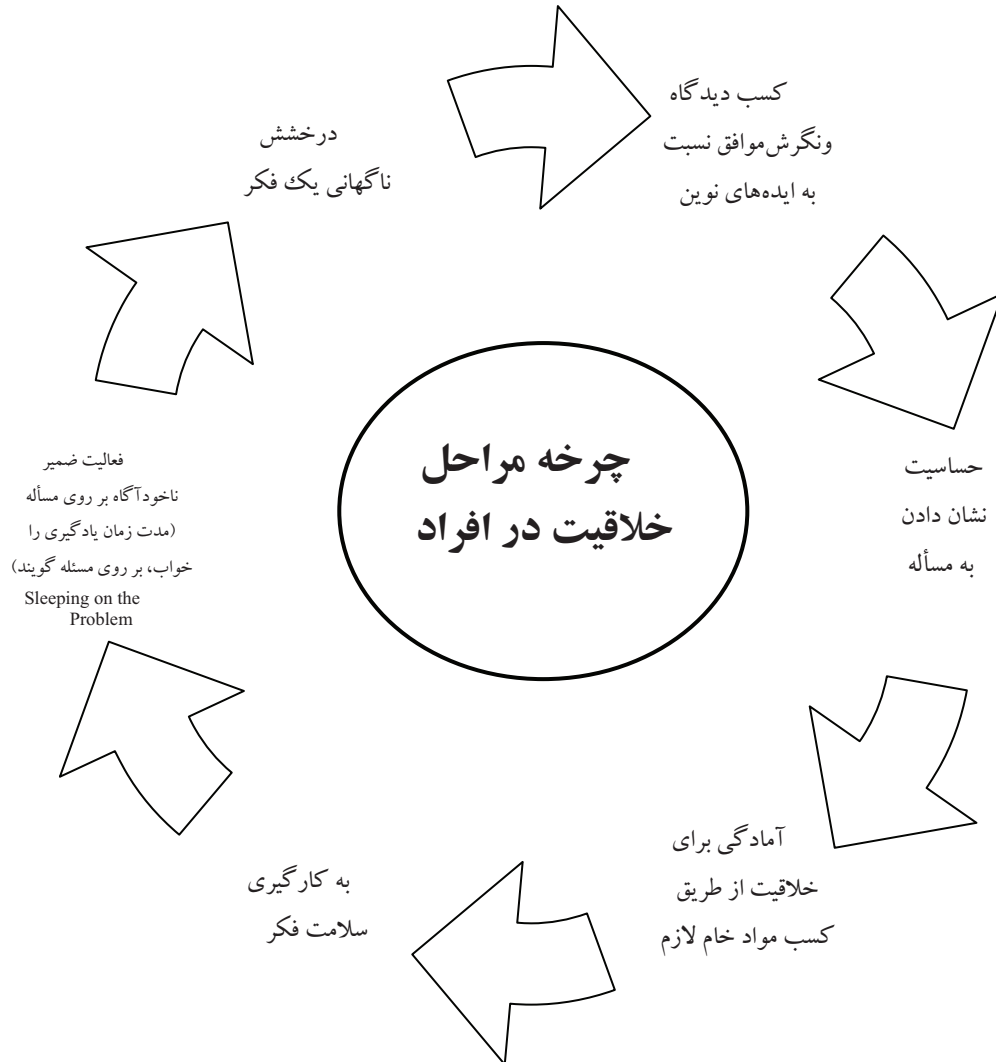 چرخه مراحل
خلاقیت در افراد
کسب دیدگاه
ونگرش‌موافق نسبت
به ایده‌های نوین
حساسیت
نشان دادن
به مسأله
آمادگی برای
خلاقیت از طریق
کسب مواد خام لازم
به کارگیری
سلامت فکر
فعالیت ضمیر
ناخودآگاه بر روی مسأله
(مدت زمان یادگیری را
خواب، بر روی مسئله گویند)
Sleeping on the
Problem
درخشش
ناگهانی یک فکر